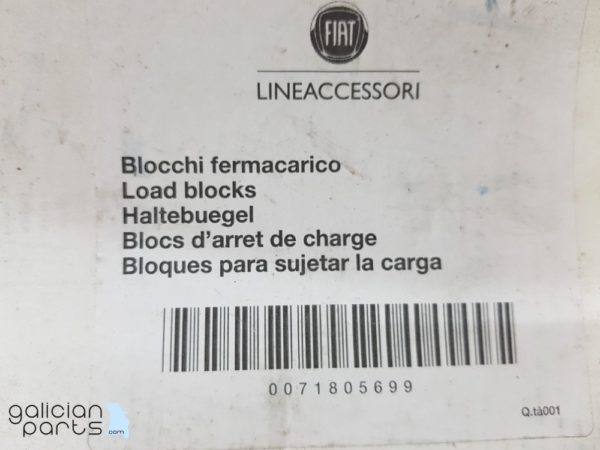 FIAT
LINEACCESSORI
Blocchi fermacarico
Load blocks
Haltebuegel
Blocs d'arret de charge
Bloques para sujetar la carga
0071805699
Q.tà001
galician
parts.com